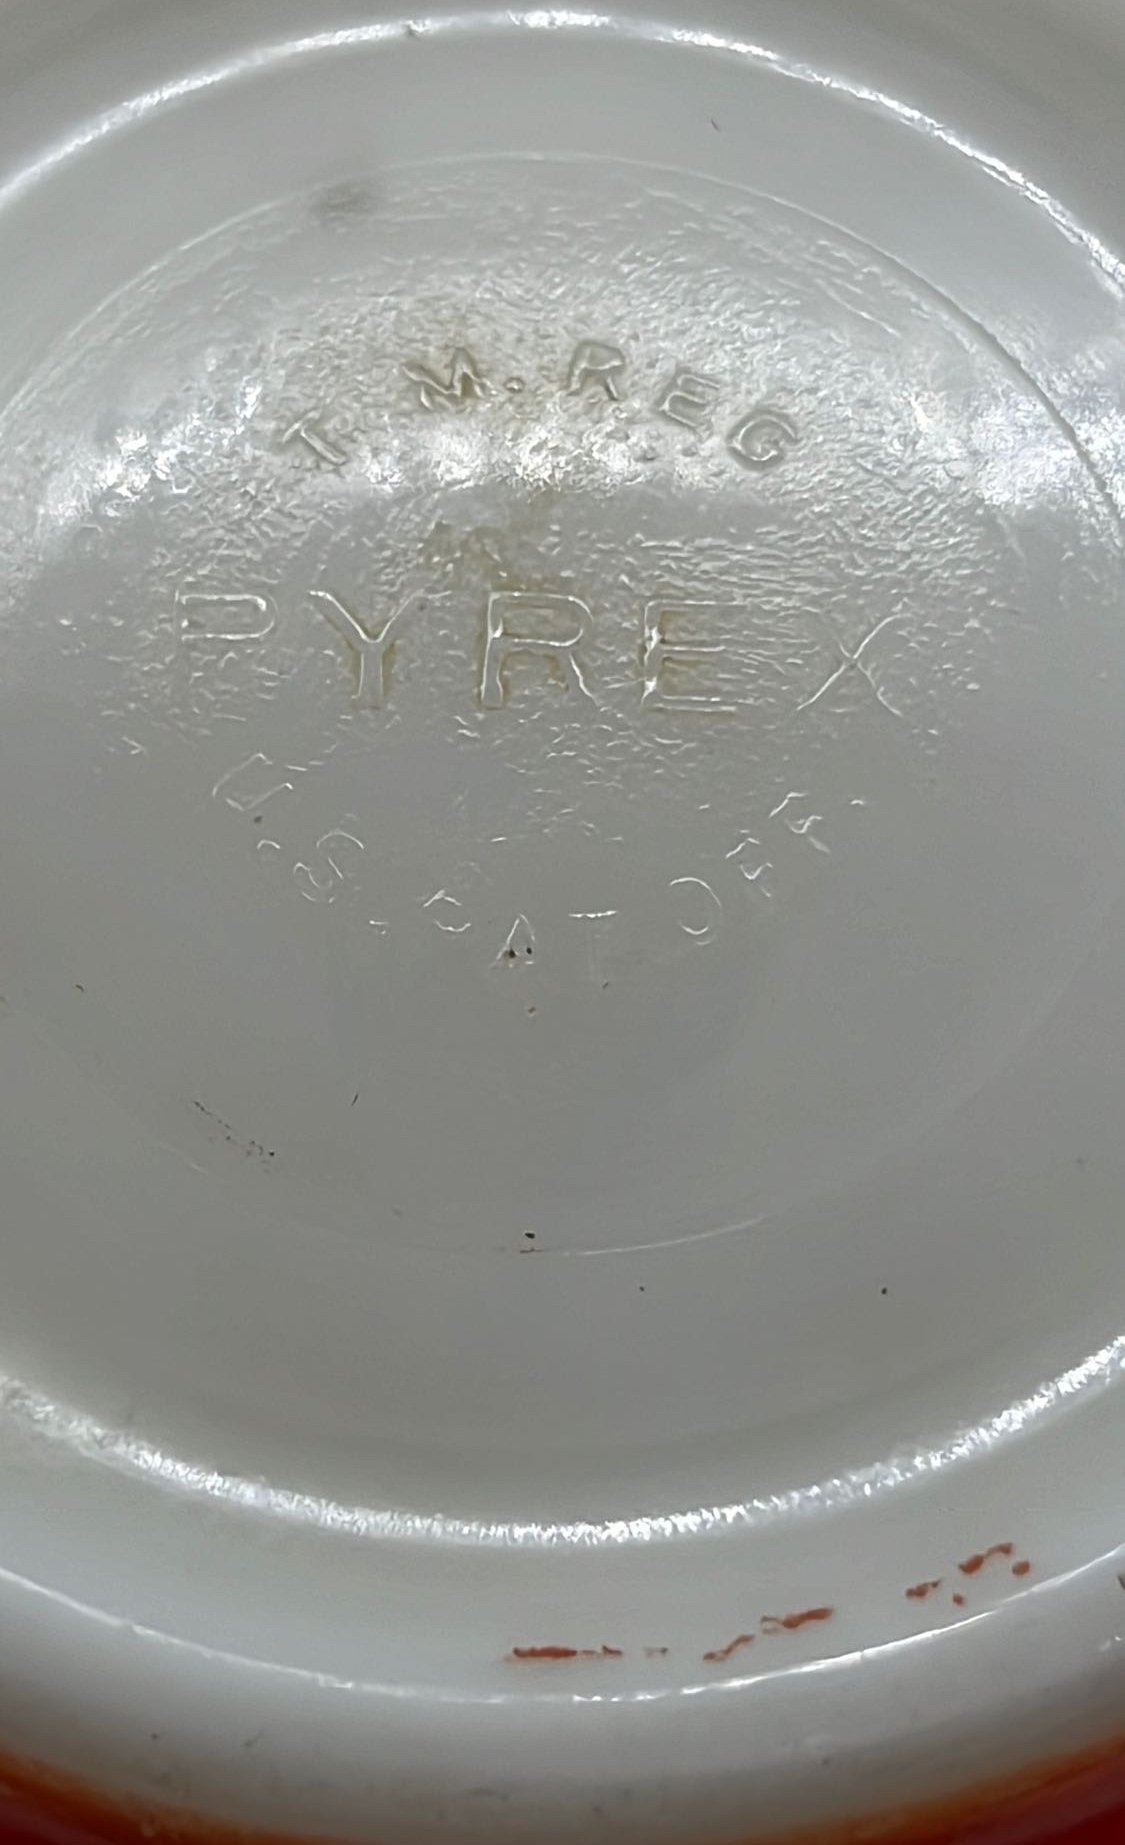 T. M. REG
PYREX
U.S. PAT. OFF.